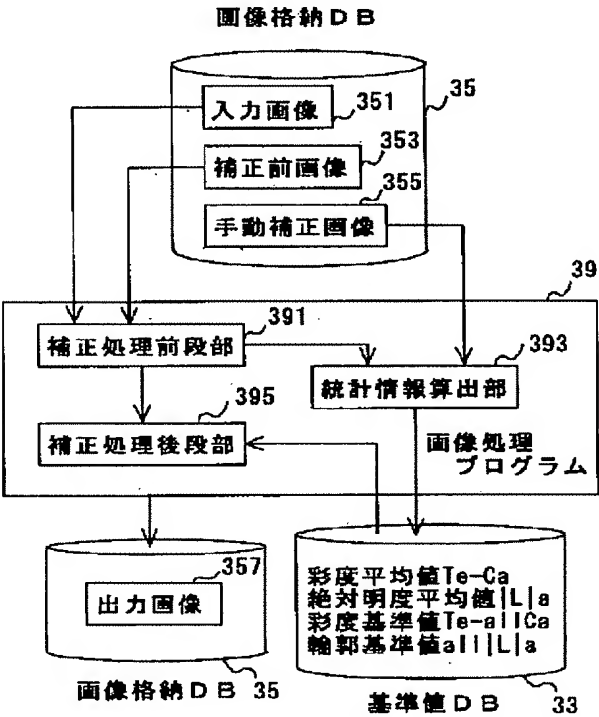 画像格納DB
入力画像
351
35
補正前画像
353
手動補正画像
355
39
補正処理前段部
391
統計情報算出部
393
補正処理後段部
395
画像処理
プログラム
出力画像
357
画像格納DB
35
彩度平均値Te-Ca
絶対明度平均値|L|a
彩度基準値Te-allCa
輪郭基準値all|L|a
基準値DB
33